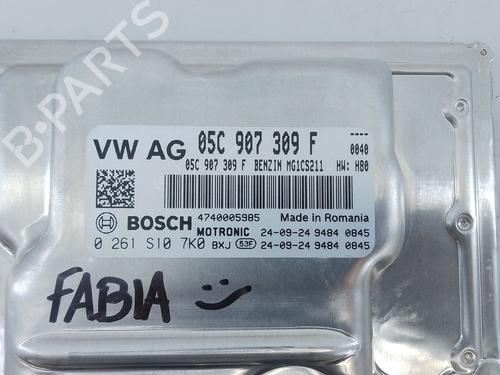 VW AG 05C 907 309 F ----
05C 907 309 F BENZIN MG1CS211 HW: H80 0040
BOSCH 4740005985 Made in Romania
MOTRONIC 24-09-24 9484 0845
0 261 S10 7K0 BXJ 53F 24-09-24 9484 0845
FABIA
B-PARTS